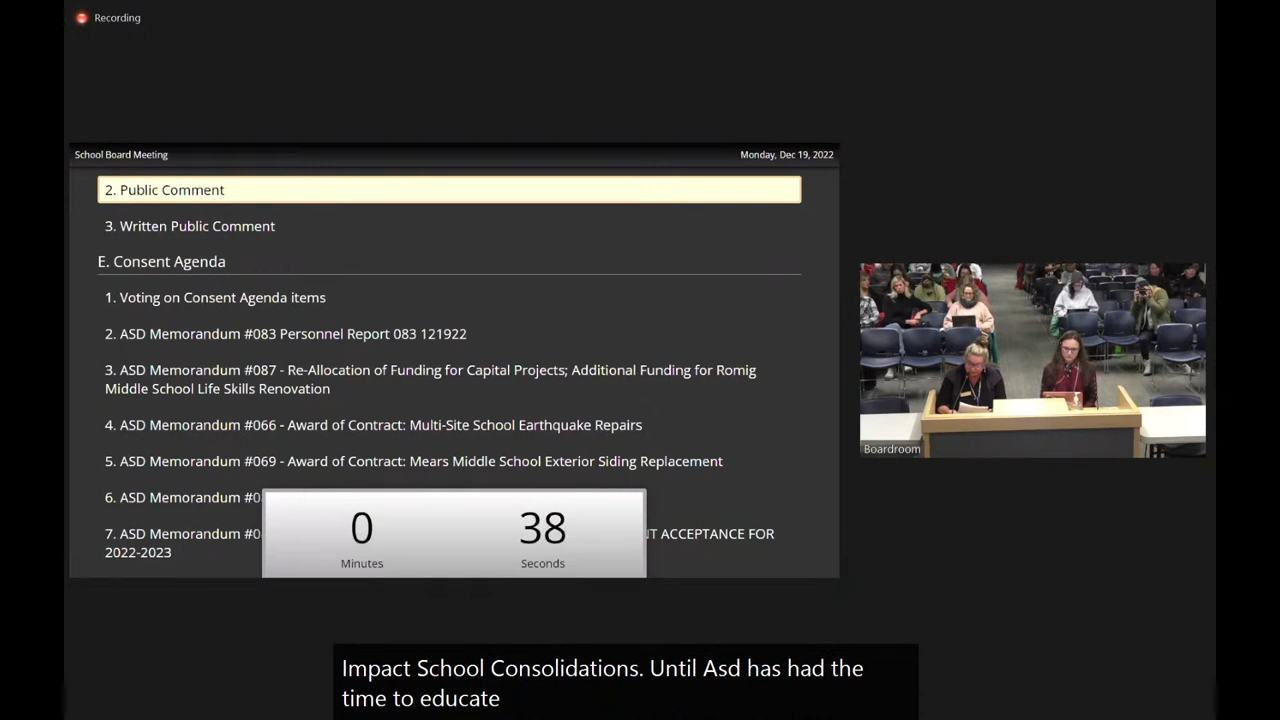 Recording
School Board Meeting
Monday, Dec 19, 2022
2. Public Comment
3. Written Public Comment
E. Consent Agenda
1. Voting on Consent Agenda items
2. ASD Memorandum #083 Personnel Report 083 121922
3. ASD Memorandum #087 - Re-Allocation of Funding for Capital Projects; Additional Funding for Romig
Middle School Life Skills Renovation
4. ASD Memorandum #066 - Award of Contract: Multi-Site School Earthquake Repairs
5. ASD Memorandum #069 - Award of Contract: Mears Middle School Exterior Siding Replacement
6. ASD Memorandum #0
7. ASD Memorandum #0 NT ACCEPTANCE FOR
2022-2023
0 38
Minutes Seconds
Boardroom
Impact School Consolidations. Until Asd has had the
time to educate